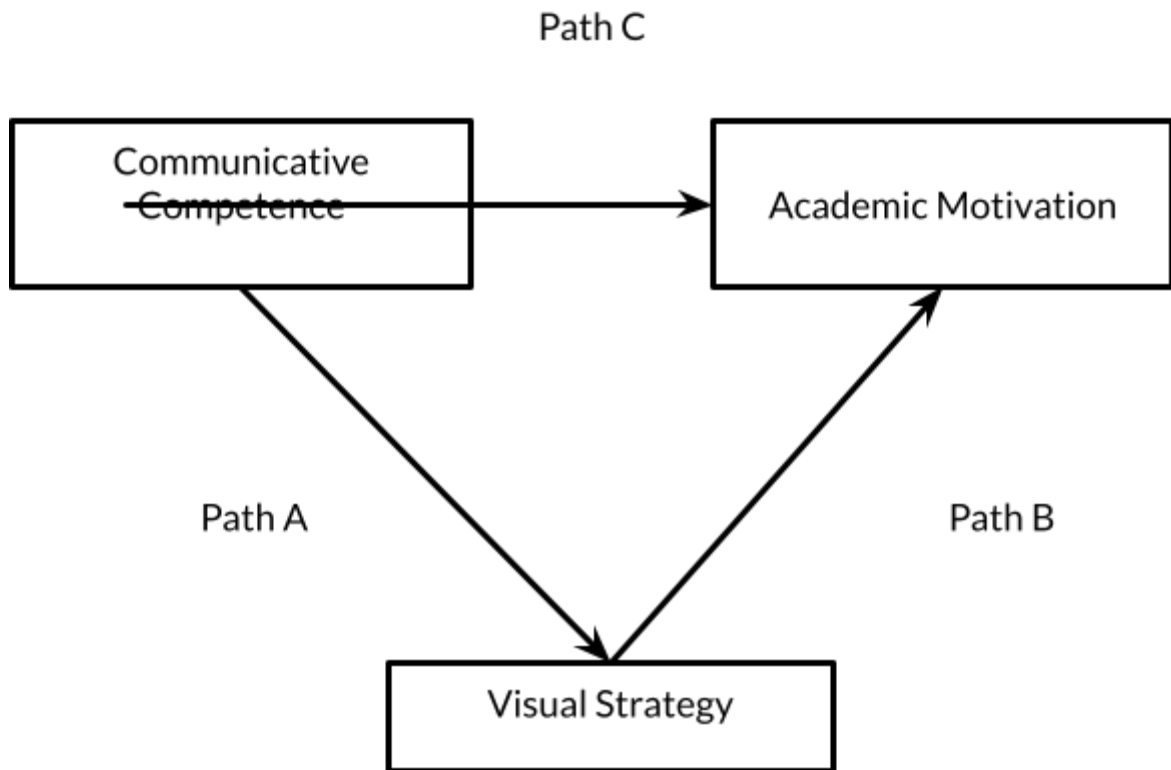 Path C
Communicative
Competence
Academic Motivation
Path A
Path B
Visual Strategy